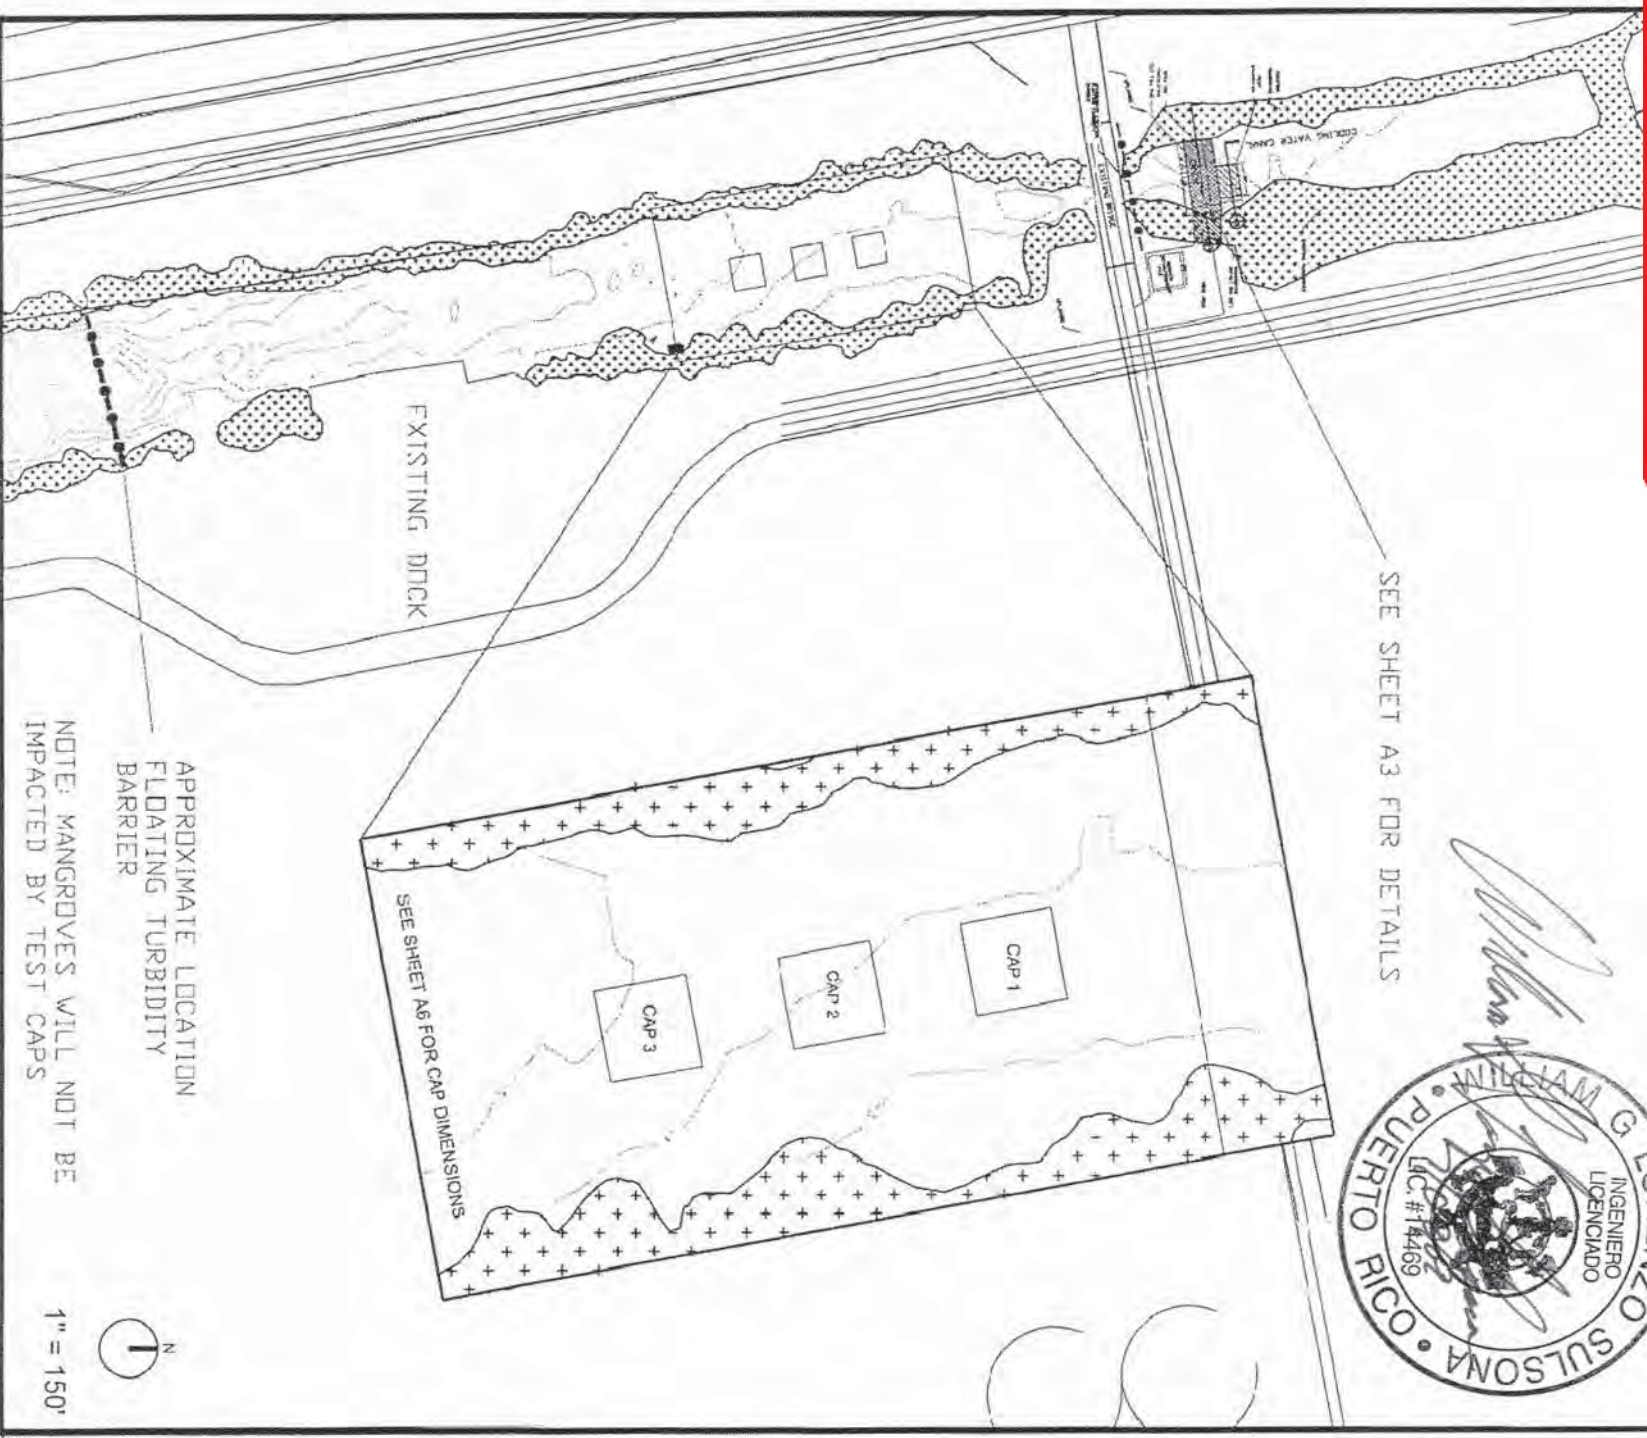 SEE SHEET A3 FOR DETAILS
COOLING WATER CANAL
EXISTING BRIDGE
EXISTING DOCK
CAP 1
CAP 2
CAP 3
SEE SHEET A6 FOR CAP DIMENSIONS
APPROXIMATE LOCATION
FLOATING TURBIDITY
BARRIER
NOTE: MANGROVES WILL NOT BE
IMPACTED BY TEST CAPS
N
1" = 150'
WILLIAM G
SULSONA
PUERTO RICO
INGENIERO
LICENCIADO
LIC. #14469